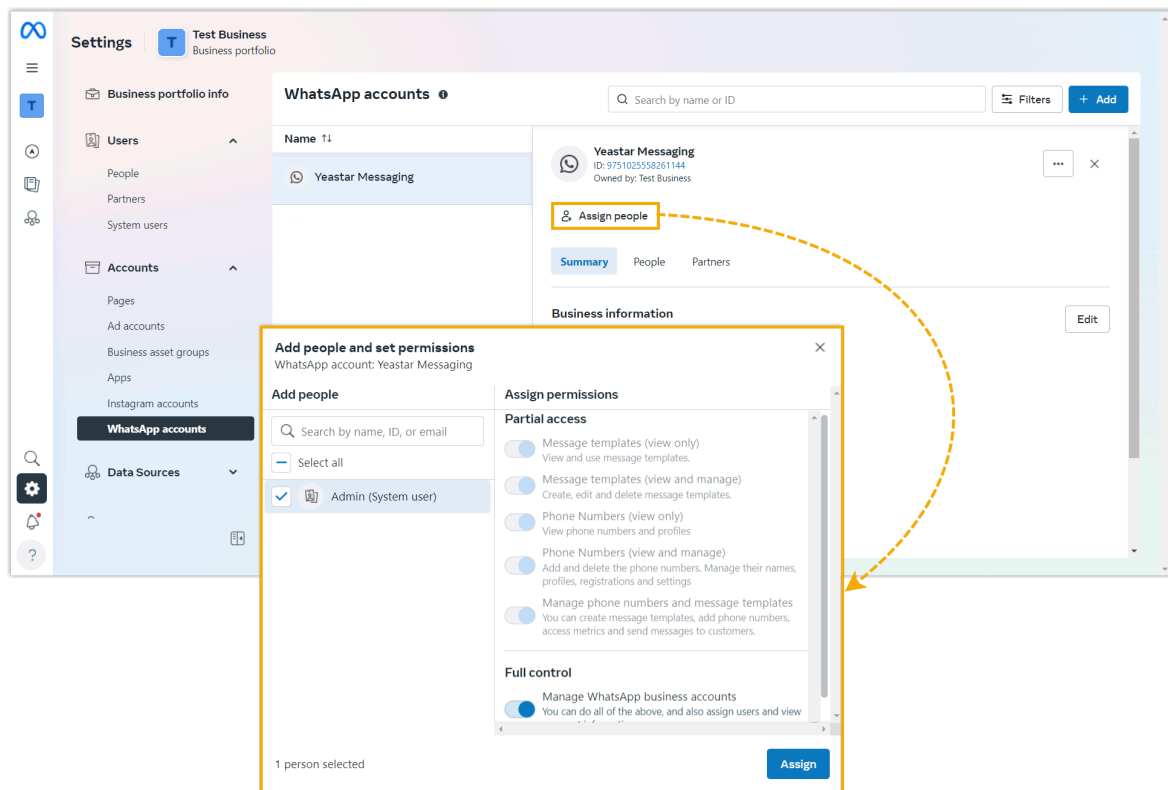 Settings
T
Test Business
Business portfolio
T
Business portfolio info
Users
People
Partners
System users
Accounts
Pages
Ad accounts
Business asset groups
Apps
Instagram accounts
WhatsApp accounts
Data Sources
?
WhatsApp accounts
Search by name or ID
Filters
+ Add
Name
Yeastar Messaging
Yeastar Messaging
ID: 9751025558261144
Owned by: Test Business
Assign people
Summary
People
Partners
Business information
Edit
Add people and set permissions
WhatsApp account: Yeastar Messaging
Add people
Search by name, ID, or email
Select all
Admin (System user)
Assign permissions
Partial access
Message templates (view only)
View and use message templates.
Message templates (view and manage)
Create, edit and delete message templates.
Phone Numbers (view only)
View phone numbers and profiles
Phone Numbers (view and manage)
Add and delete the phone numbers. Manage their names,
profiles, registrations and settings
Manage phone numbers and message templates
You can create message templates, add phone numbers,
access metrics and send messages to customers.
Full control
Manage WhatsApp business accounts
You can do all of the above, and also assign users and view
1 person selected
Assign